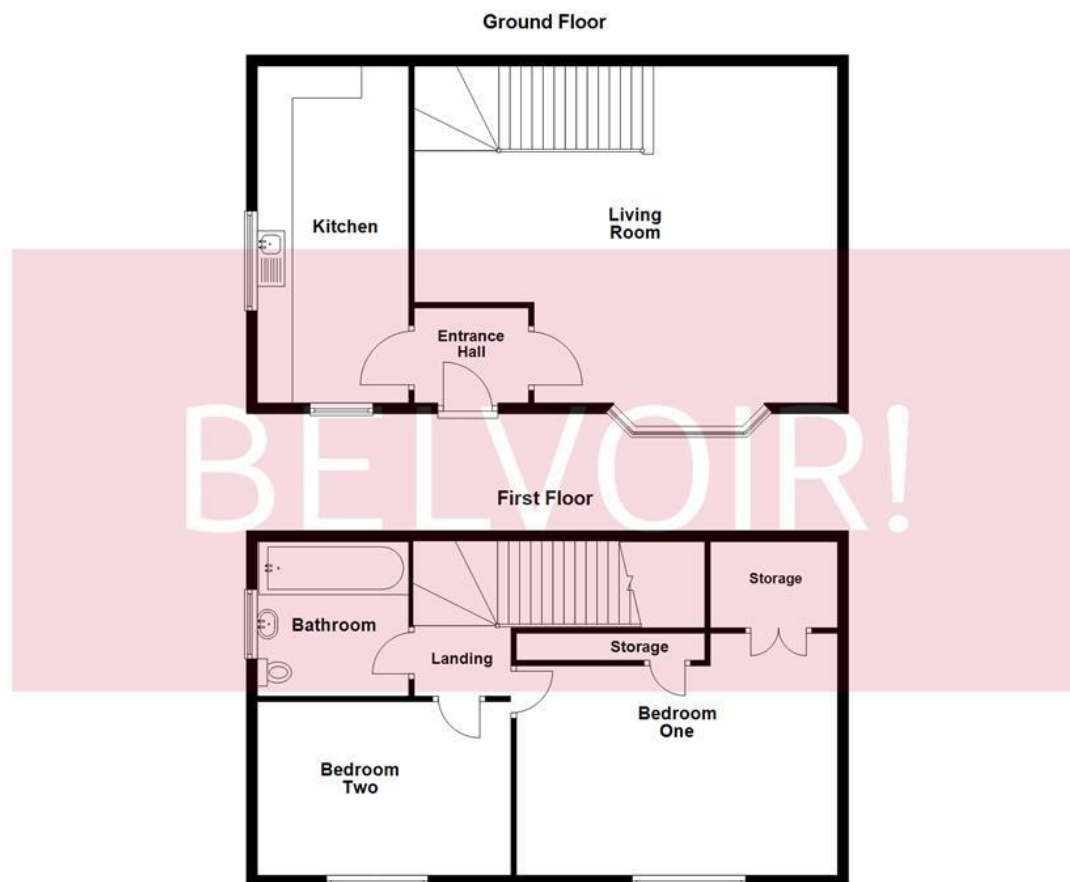 Ground Floor
Kitchen
Living
Room
Entrance
Hall
BELVOIR!
First Floor
Bathroom
Landing
Storage
Storage
Bedroom
One
Bedroom
Two